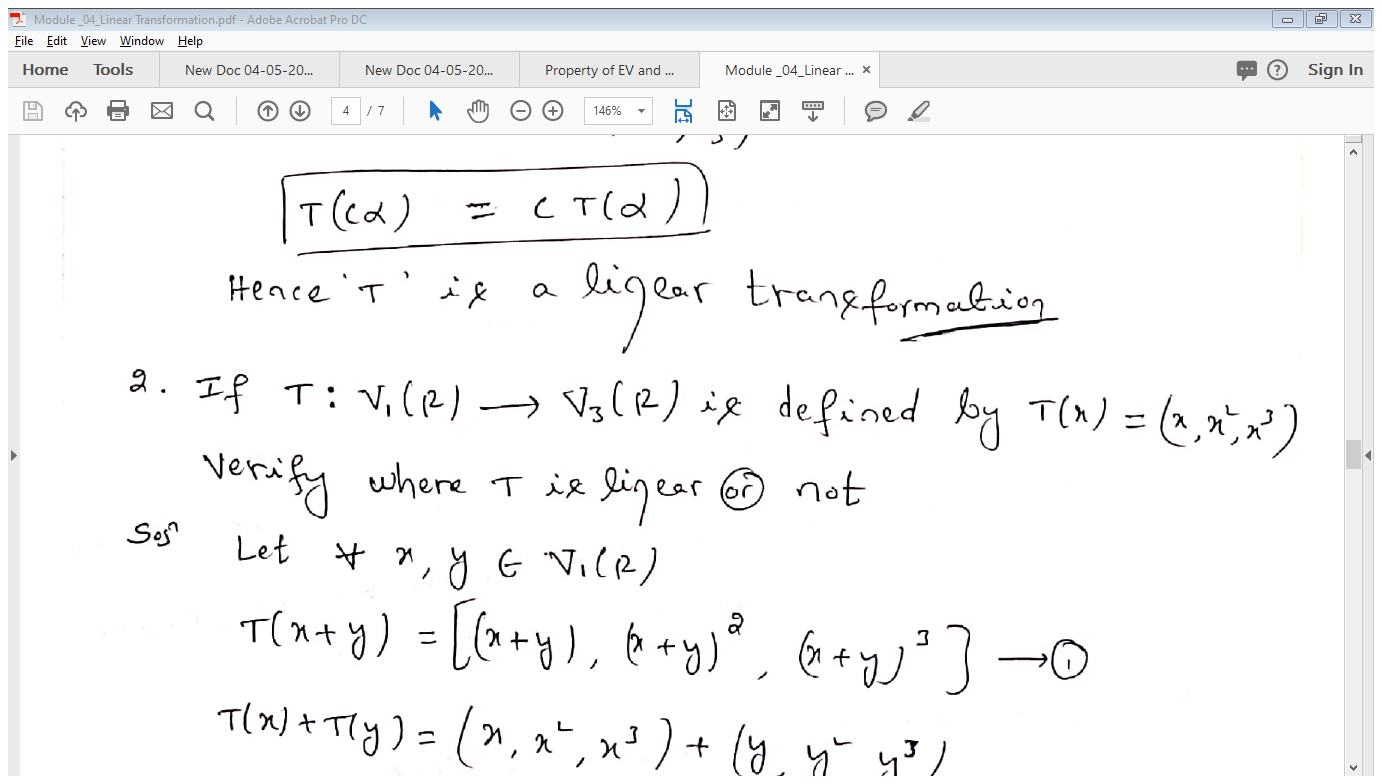 Module _04_Linear Transformation.pdf - Adobe Acrobat Pro DC
File Edit View Window Help
Home Tools New Doc 04-05-20... New Doc 04-05-20... Property of EV and ... Module _04_Linear ... × Sign In
4 / 7 146%
T(cα) = c T(α)
Hence 'T' is a linear transformation
2. If T : V₁(R) → V₃(R) is defined by T(x) = (x, x², x³)
Verify where T is linear or not
Solⁿ Let ∀ x, y ∈ V₁(R)
T(x+y) = [(x+y), (x+y)², (x+y)³] → ①
T(x) + T(y) = (x, x², x³) + (y, y² y³)